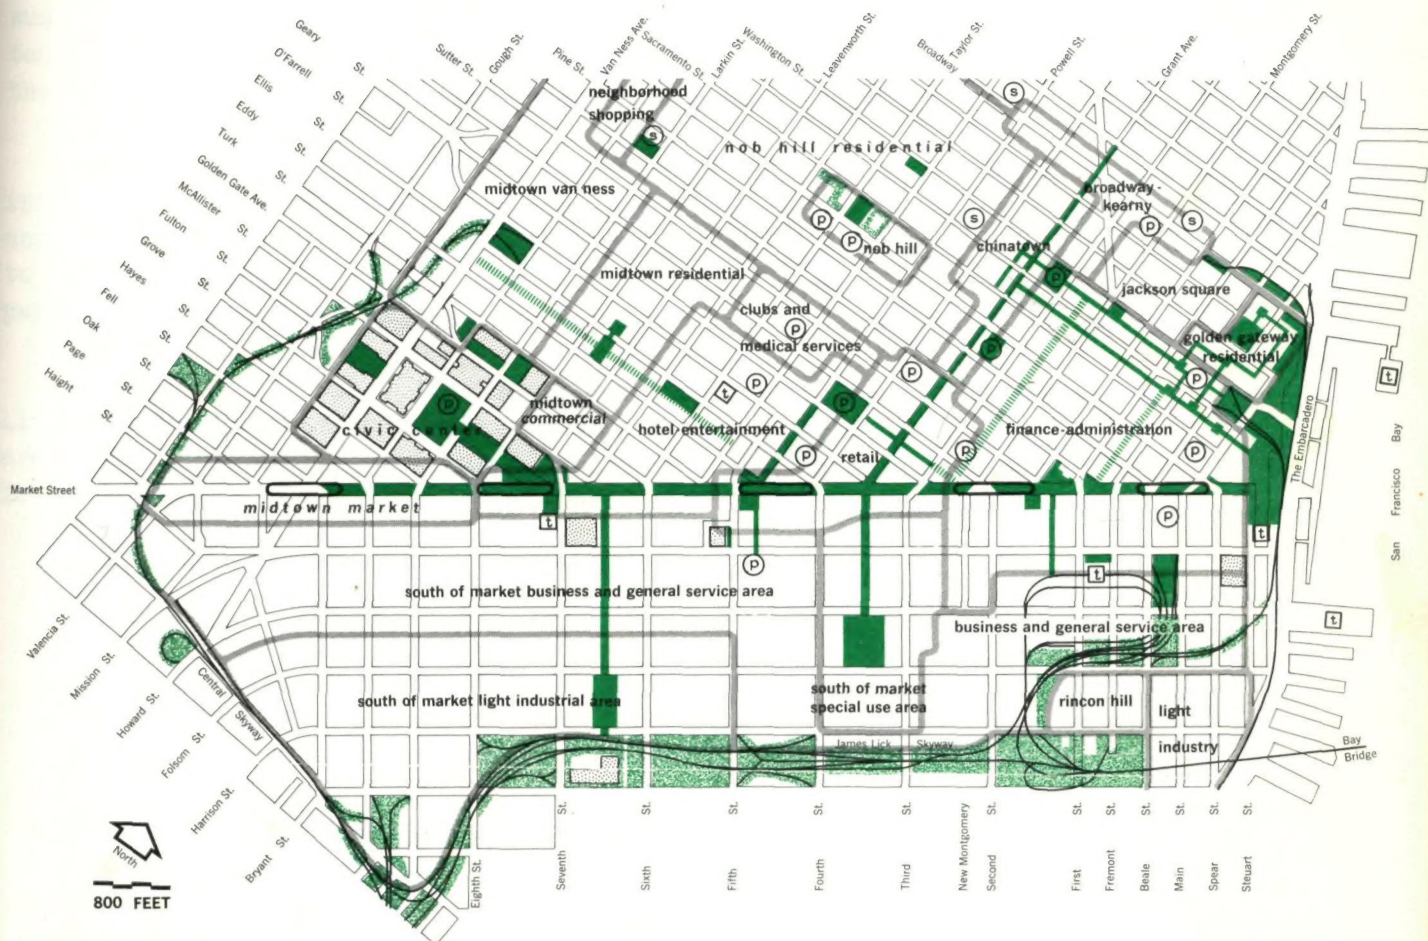 Geary St.
O'Farrell St.
Ellis St.
Eddy St.
Turk St.
Golden Gate Ave.
McAllister St.
Fulton St.
Grove St.
Hayes St.
Fell St.
Oak St.
Page St.
Haight St.
Sutter St.
Gough St.
Pine St.
Van Ness Ave.
Sacramento St.
Larkin St.
Washington St.
Leavenworth St.
Broadway
Taylor St.
Powell St.
Grant Ave.
Montgomery St.
neighborhood
shopping
s
s
nob hill residential
midtown van ness
broadway-
kearny
p
s
s
p
p
nob hill
chinatown
p
midtown residential
jackson square
clubs and
p
medical services
golden gateway
residential
p
p
p
p
t
p
t
p
p
midtown
commercial
civic center
hotel-entertainment
finance-administration
p
retail
p
p
The Embarcadero
San Francisco Bay
Market Street
midtown market
t
p
t
p
t
south of market business and general service area
business and general service area
t
Valencia St.
Mission St.
Howard St.
Folsom St.
Harrison St.
Bryant St.
Central
Skyway
south of market light industrial area
south of market
special use area
rincon hill
light
industry
James Lick Skyway
Bay
Bridge
North
800 FEET
Eighth St.
Seventh St.
Sixth St.
Fifth St.
Fourth St.
Third St.
New Montgomery
Second St.
First St.
Fremont St.
Beale St.
Main St.
Spear St.
Steuart St.